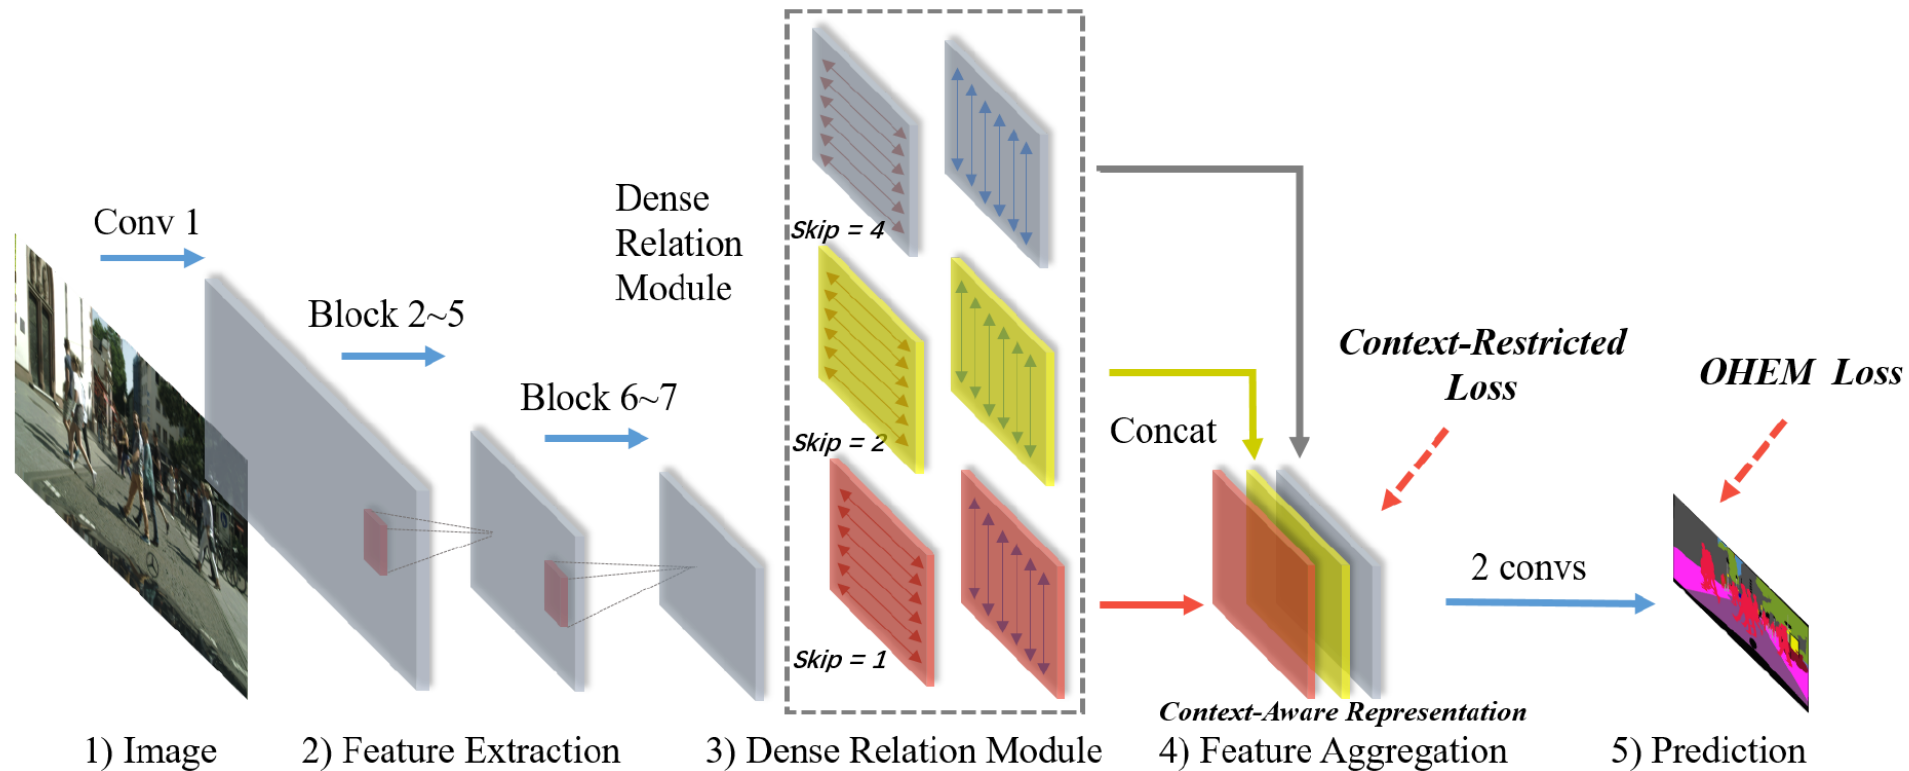 Conv 1
Block 2~5
Block 6~7
Dense
Relation
Module
Skip = 4
Skip = 2
Skip = 1
Concat
Context-Restricted
Loss
OHEM Loss
2 convs
Context-Aware Representation
1) Image
2) Feature Extraction
3) Dense Relation Module
4) Feature Aggregation
5) Prediction